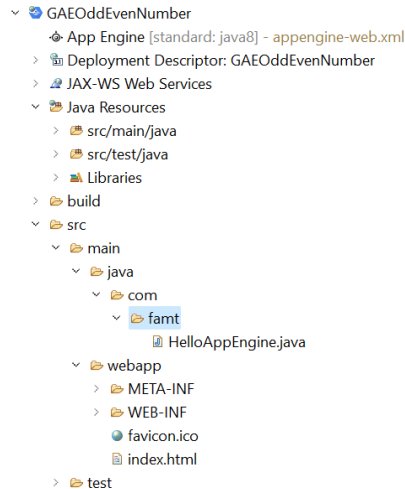 GAEOddEvenNumber
App Engine [standard: java8] - appengine-web.xml
Deployment Descriptor: GAEOddEvenNumber
JAX-WS Web Services
Java Resources
src/main/java
src/test/java
Libraries
build
src
main
java
com
famt
HelloAppEngine.java
webapp
META-INF
WEB-INF
favicon.ico
index.html
test